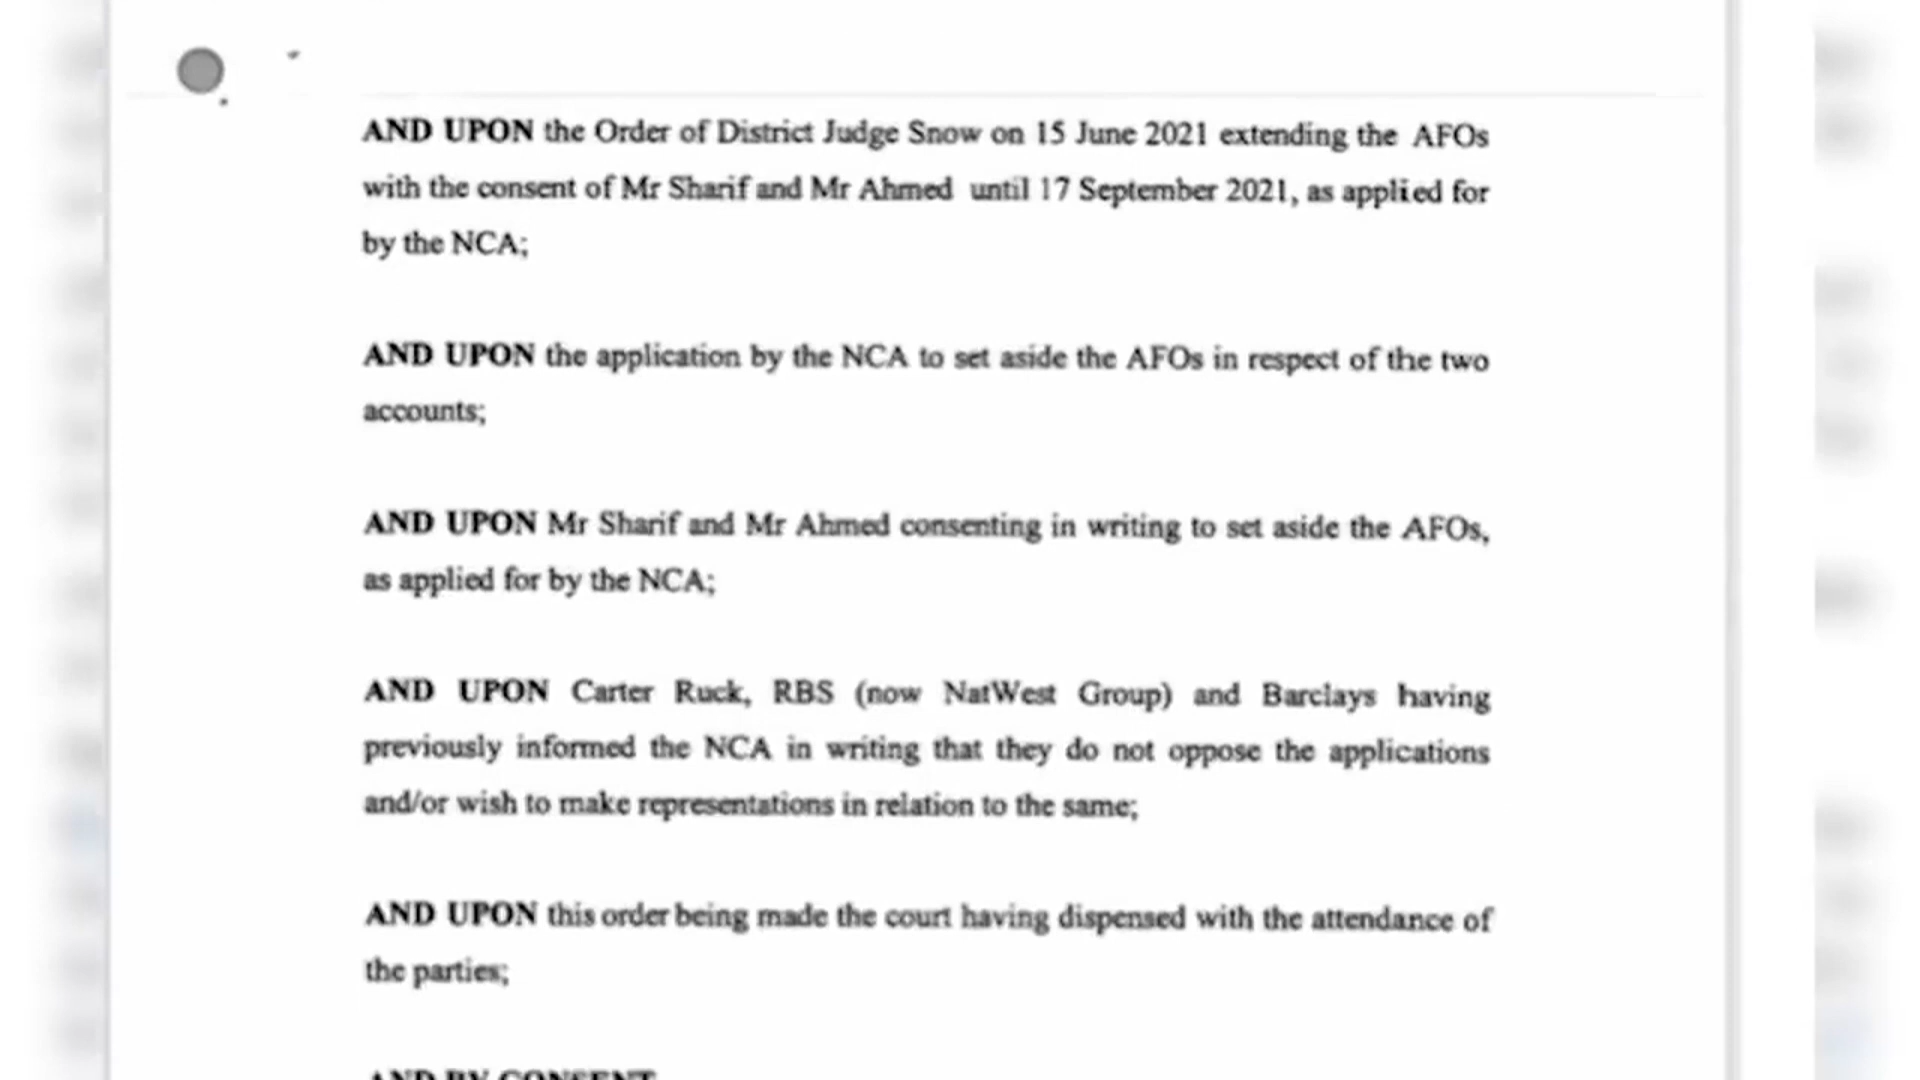 AND UPON the Order of District Judge Snow on 15 June 2021 extending the AFOs
with the consent of Mr Sharif and Mr Ahmed until 17 September 2021, as applied for
by the NCA;
AND UPON the application by the NCA to set aside the AFOs in respect of the two
accounts;
AND UPON Mr Sharif and Mr Ahmed consenting in writing to set aside the AFOs,
as applied for by the NCA;
AND UPON Carter Ruck, RBS (now NatWest Group) and Barclays having
previously informed the NCA in writing that they do not oppose the applications
and/or wish to make representations in relation to the same;
AND UPON this order being made the court having dispensed with the attendance of
the parties;
AND BY CONSENT